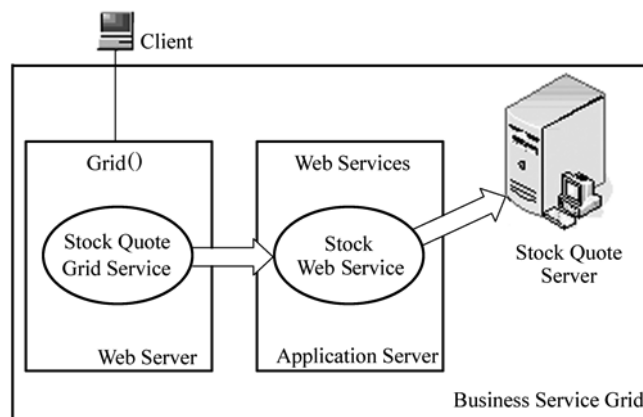 Client
Grid()
Stock Quote
Grid Service
Web Server
Web Services
Stock
Web Service
Application Server
Stock Quote
Server
Business Service Grid